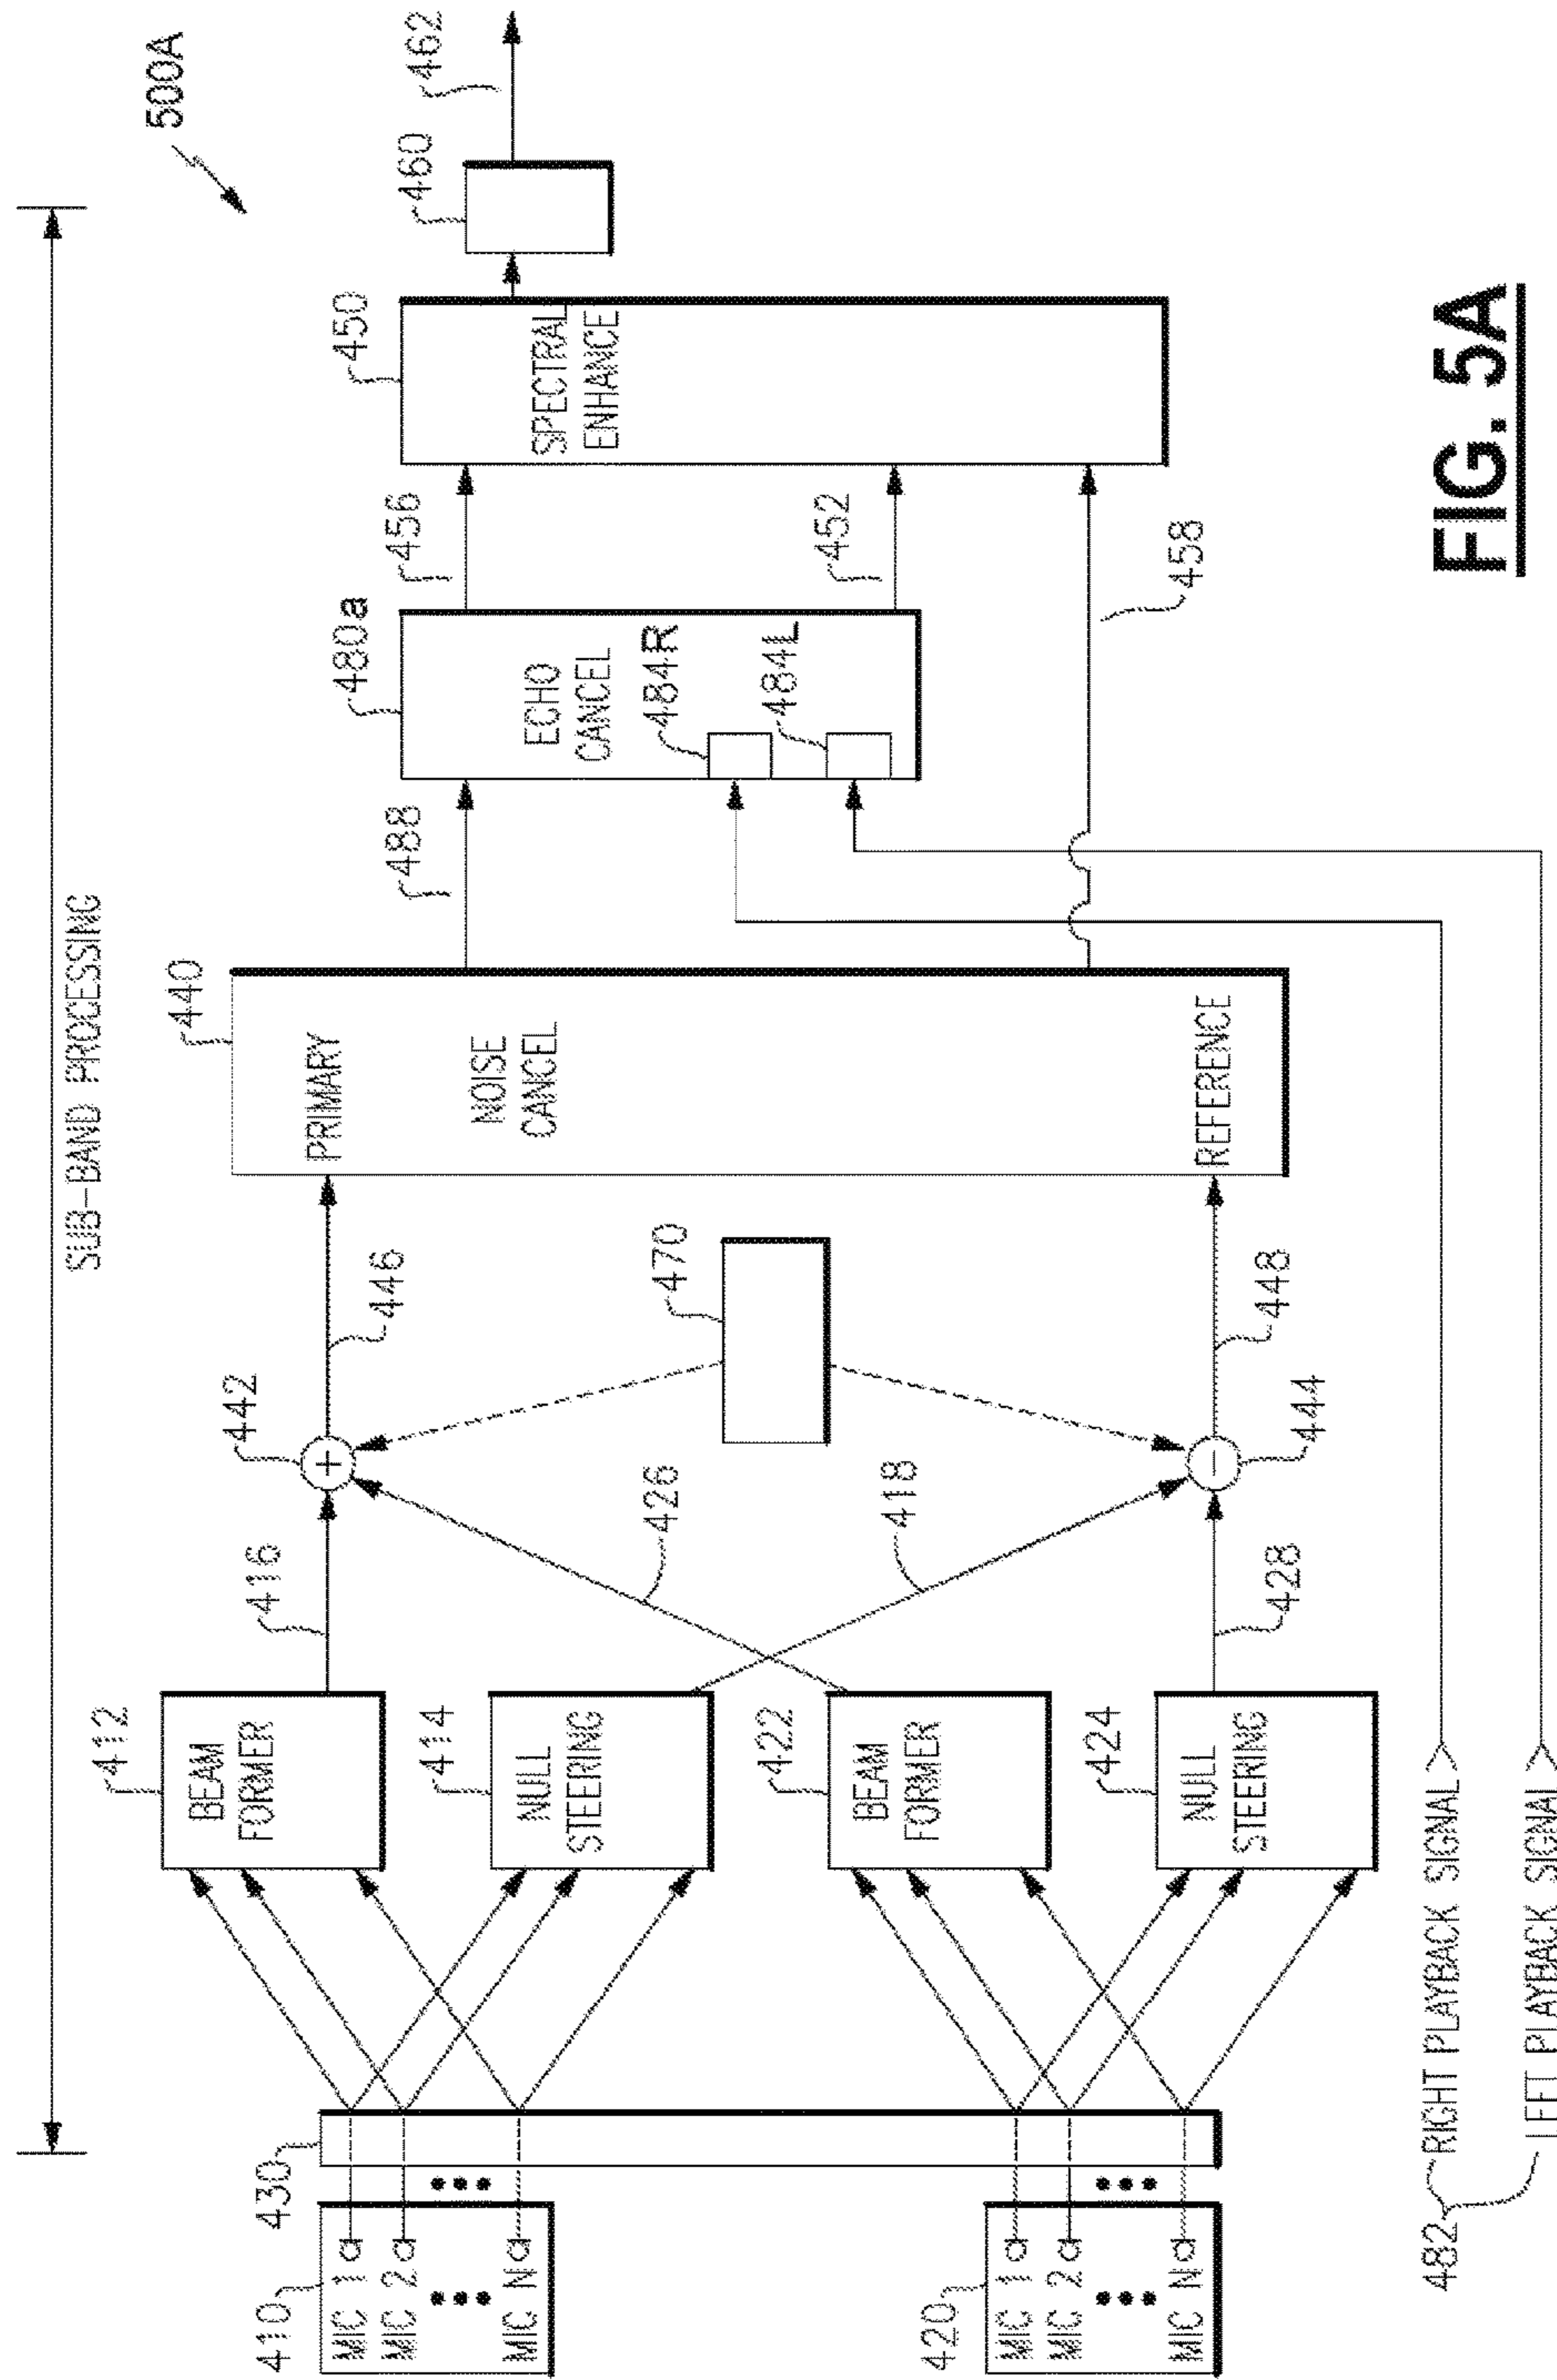 SUB-BAND PROCESSING
500A
410
MIC 1
MIC 2
MIC N
430
420
MIC 1
MIC 2
MIC N
412
BEAM
FORMER
414
NULL
STEERING
422
BEAM
FORMER
424
NULL
STEERING
416
426
418
428
442
+
446
470
444
-
448
440
PRIMARY
NOISE
CANCEL
REFERENCE
488
480a
ECHO
CANCEL
484R
484L
456
452
458
450
SPECTRAL
ENHANCE
460
462
482
RIGHT PLAYBACK SIGNAL
LEFT PLAYBACK SIGNAL
FIG. 5A